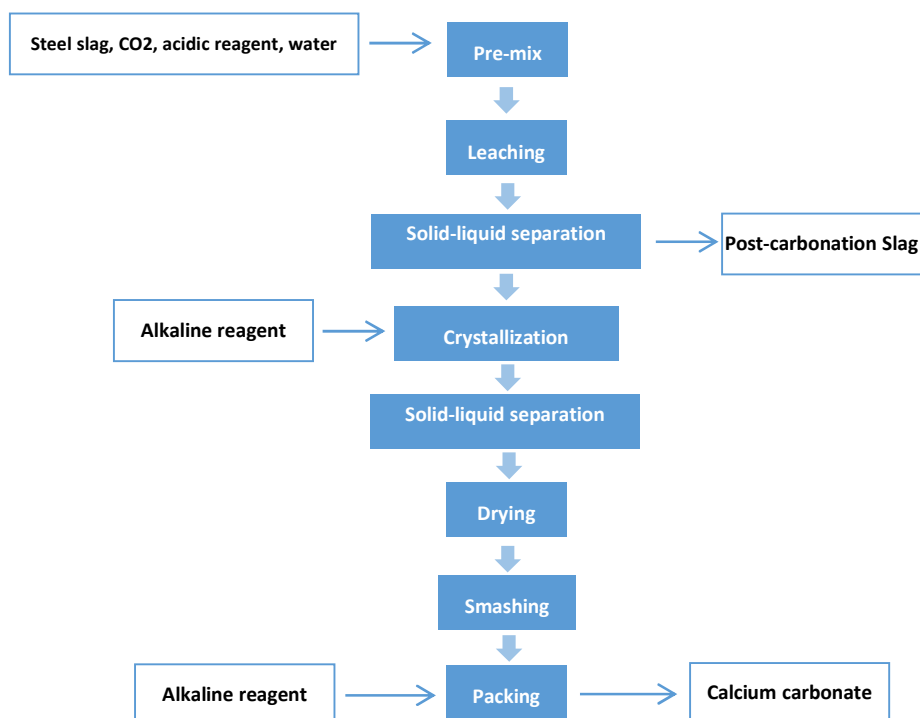 Steel slag, CO2, acidic reagent, water
Pre-mix
Leaching
Solid-liquid separation
Post-carbonation Slag
Alkaline reagent
Crystallization
Solid-liquid separation
Drying
Smashing
Alkaline reagent
Packing
Calcium carbonate